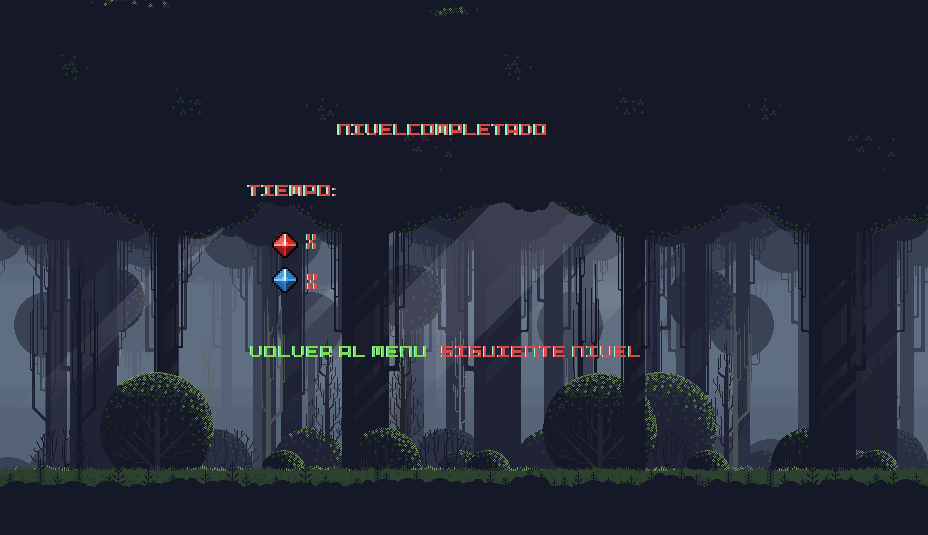 NIVELCOMPLETADO
TIEMPO:
X
X
VOLVER AL MENU SIGUIENTE NIVEL